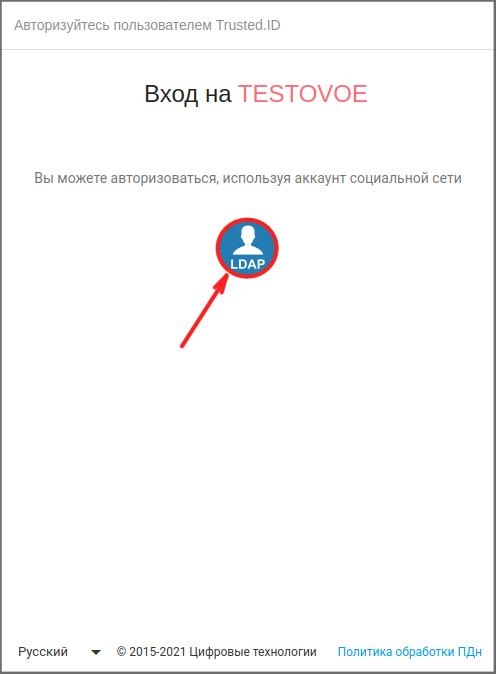 Авторизуйтесь пользователем Trusted.ID
Вход на TESTOVOE
Вы можете авторизоваться, используя аккаунт социальной сети
LDAP
Русский © 2015-2021 Цифровые технологии Политика обработки ПДн